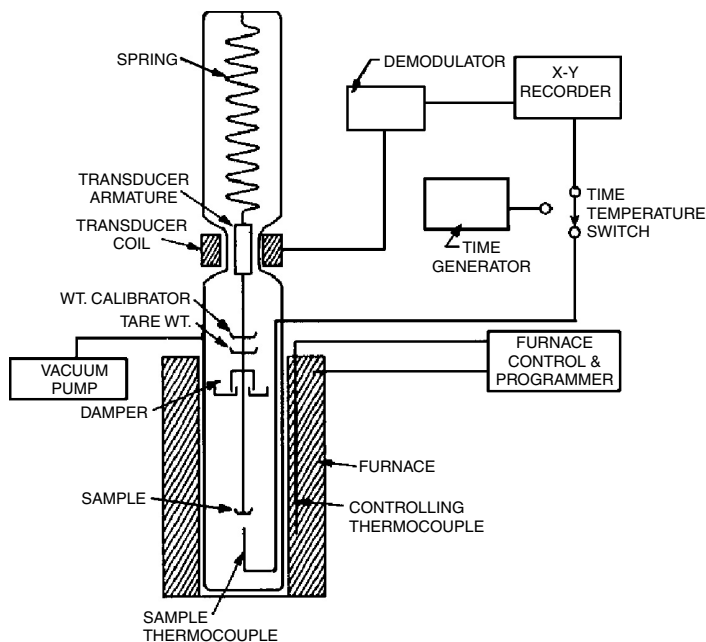 SPRING
DEMODULATOR
X-Y
RECORDER
TRANSDUCER
ARMATURE
TRANSDUCER
COIL
TIME
TEMPERATURE
SWITCH
TIME
GENERATOR
WT. CALIBRATOR
TARE WT.
VACUUM
PUMP
DAMPER
FURNACE
CONTROL &
PROGRAMMER
FURNACE
SAMPLE
CONTROLLING
THERMOCOUPLE
SAMPLE
THERMOCOUPLE